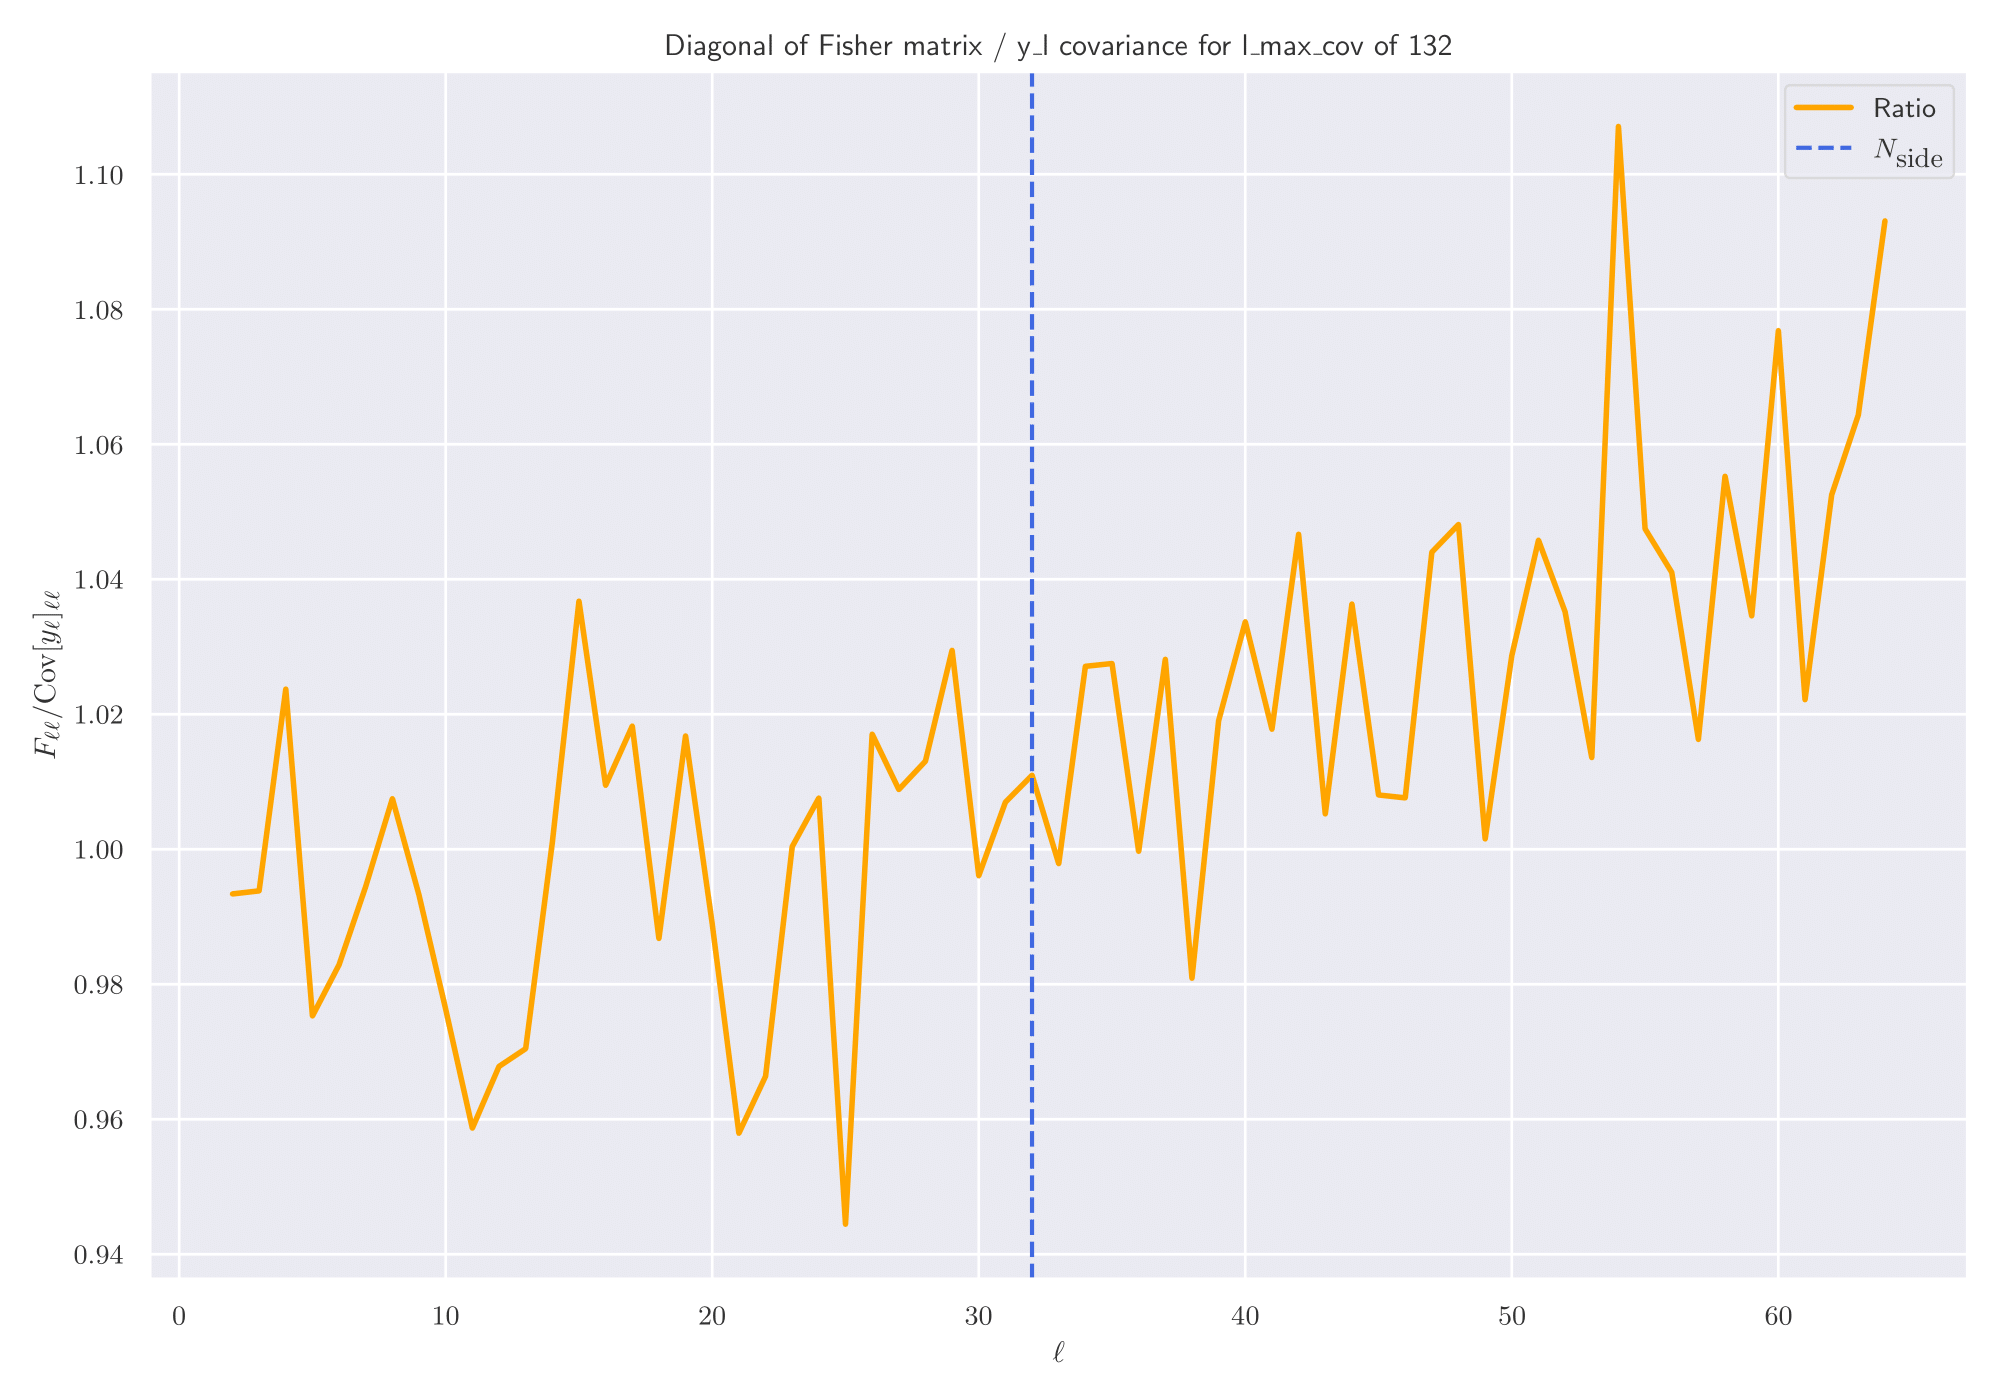 Diagonal of Fisher matrix / y_l covariance for l_max_cov of 132
Ratio
N_side
1.10
1.08
1.06
1.04
1.02
1.00
0.98
0.96
0.94
F_ℓℓ/Cov[y_ℓ]_ℓℓ
0 10 20 30 40 50 60
ℓ